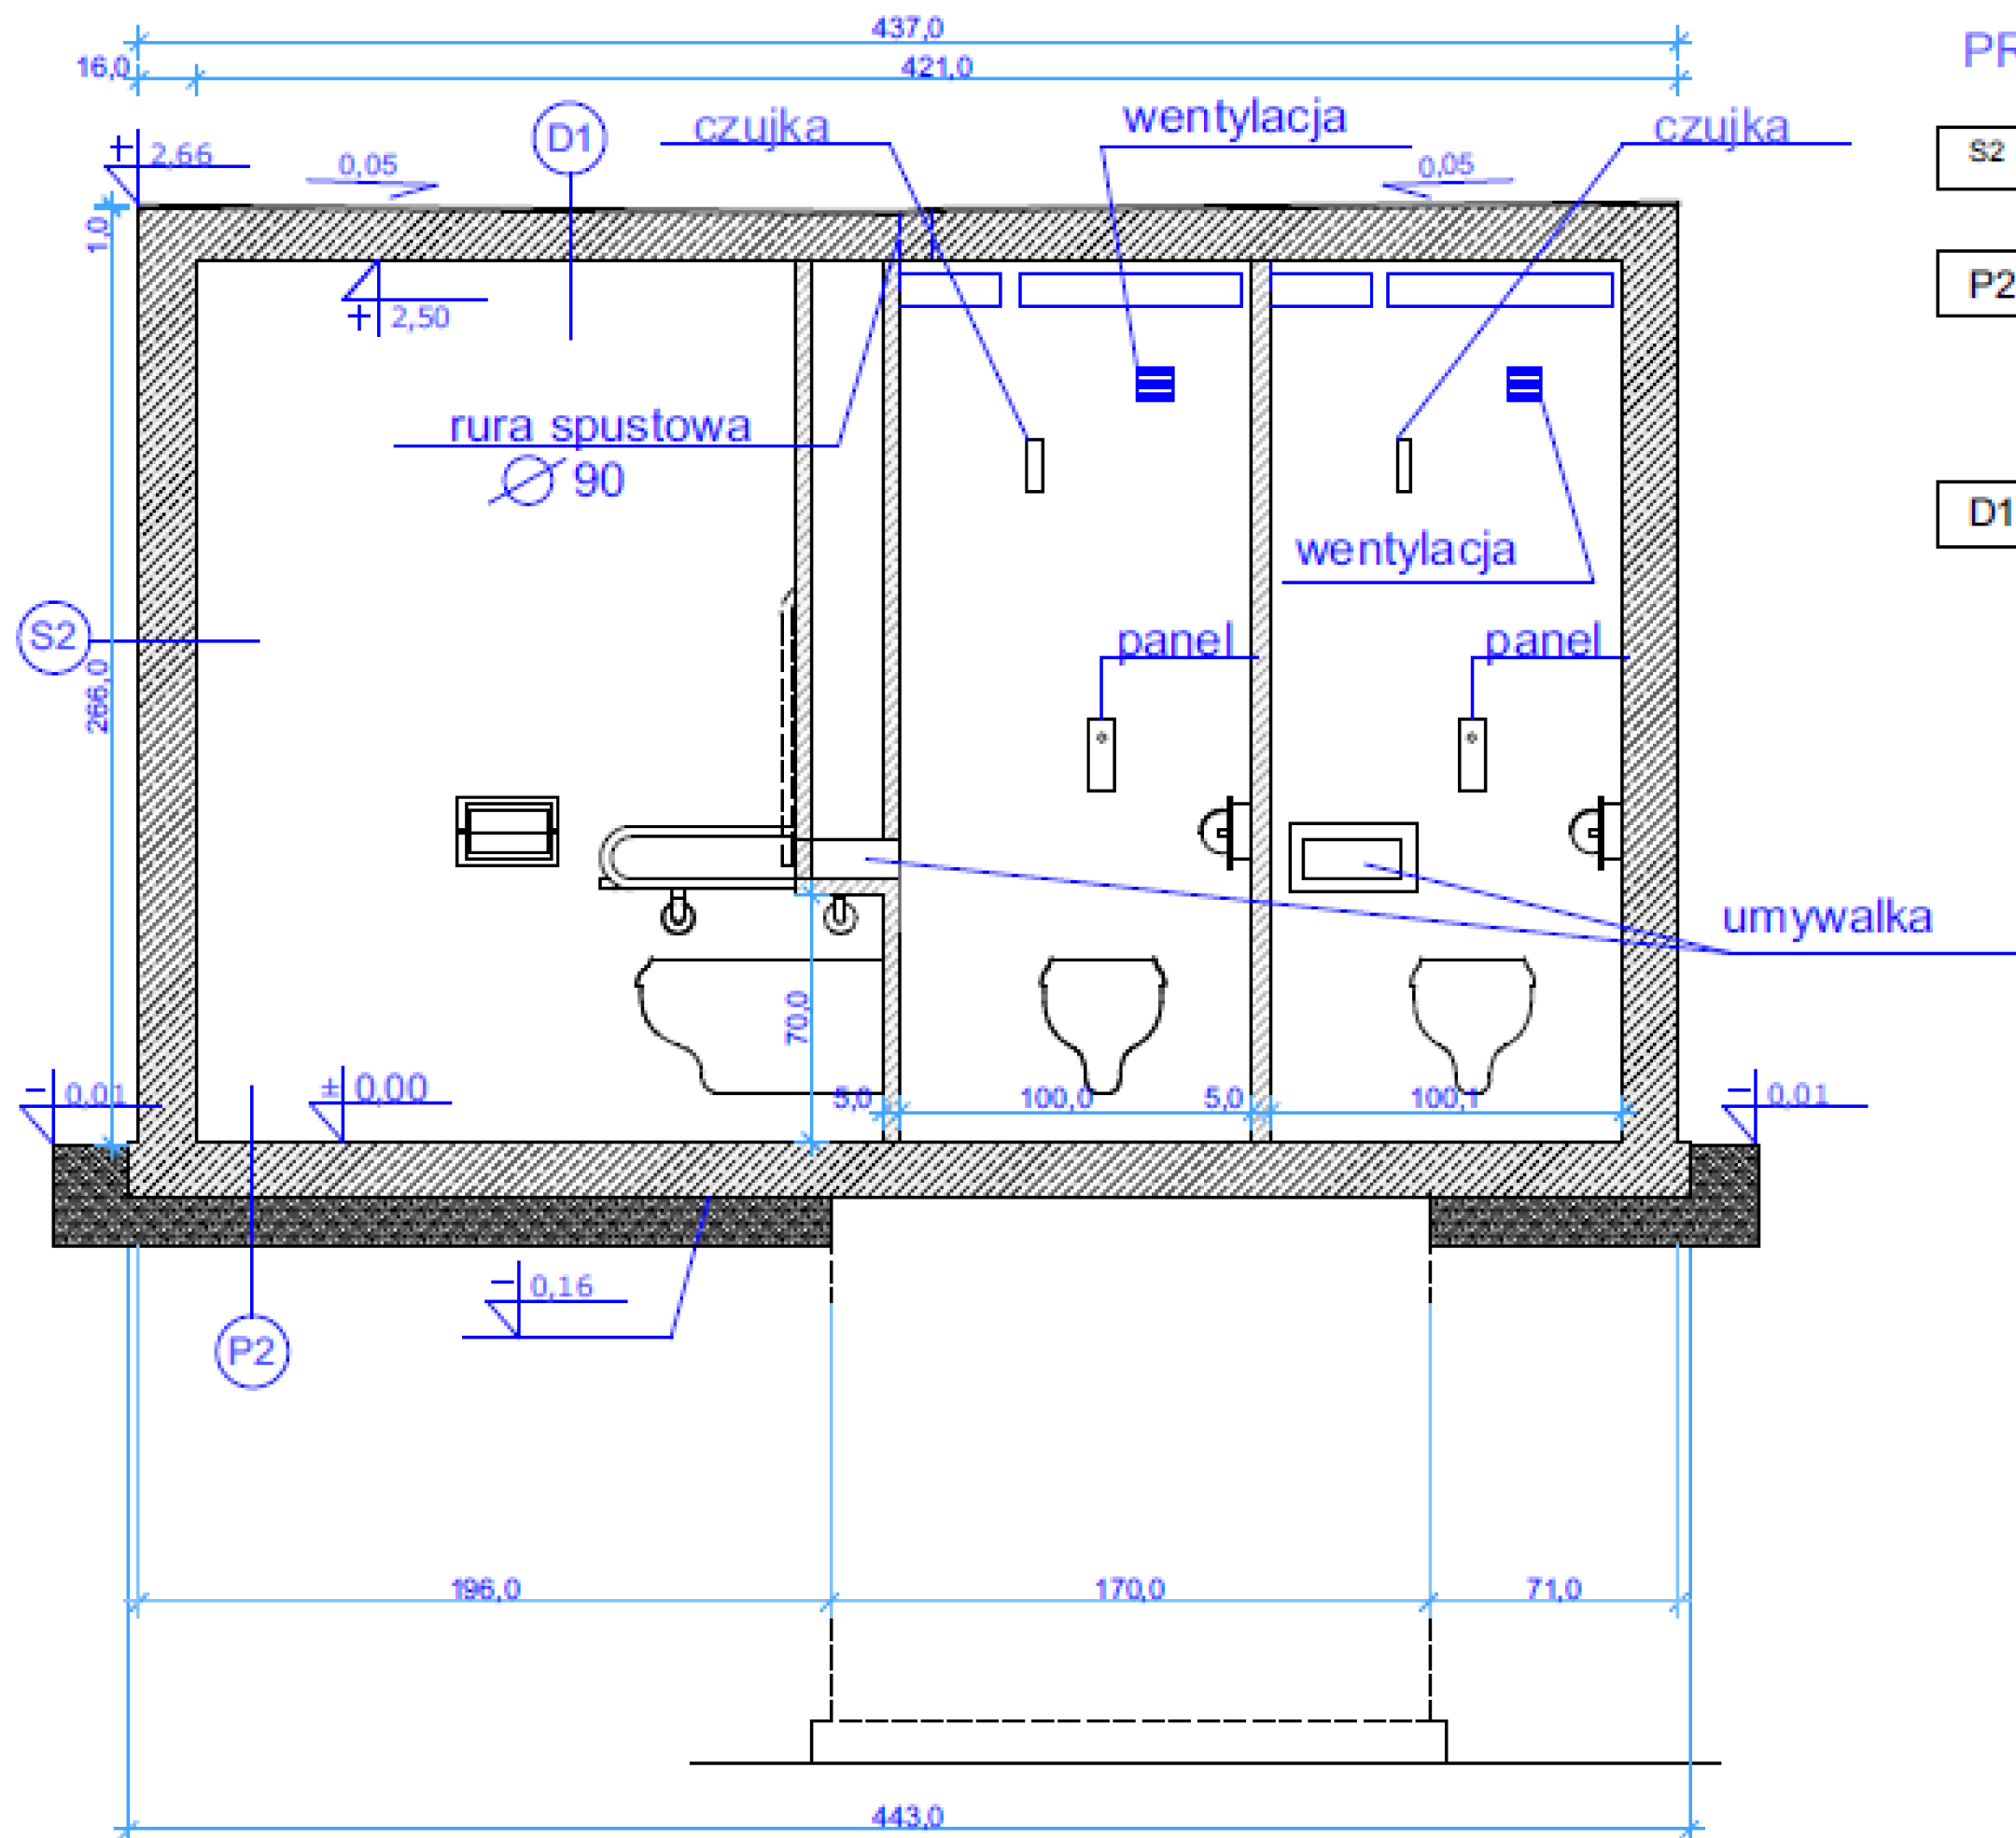 437,0
PR
16,0
421,0
D1
czujka
wentylacja
czujka
+ 2,66
0,05
0,05
S2
1,0
P2
+ 2,50
rura spustowa
∅ 90
D1
wentylacja
S2
266,0
panel
panel
umywalka
70,0
- 0,01
± 0,00
5,0
100,0
5,0
100,1
- 0,01
- 0,16
P2
196,0
170,0
71,0
443,0